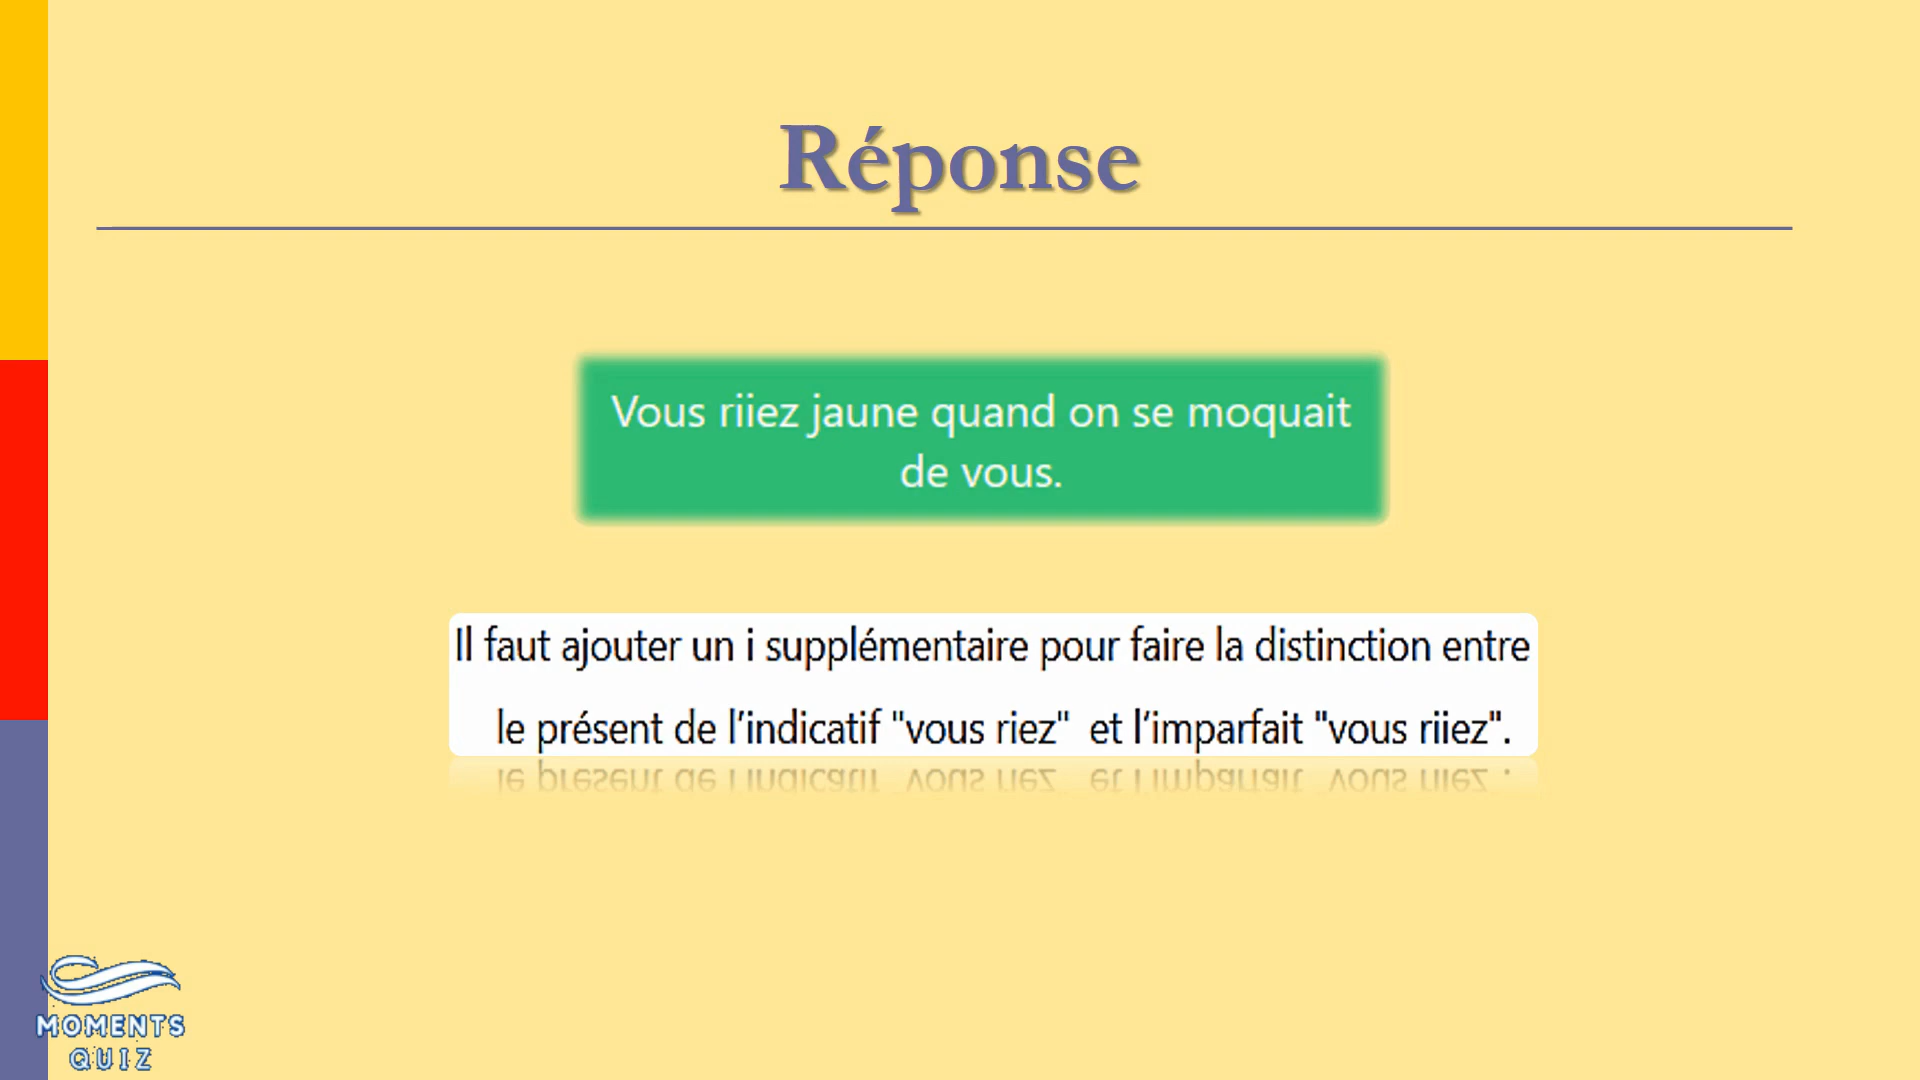 Réponse
Vous riiez jaune quand on se moquait
de vous.
Il faut ajouter un i supplémentaire pour faire la distinction entre
le présent de l’indicatif "vous riez"  et l’imparfait "vous riiez".
MOMENTS
QUIZ